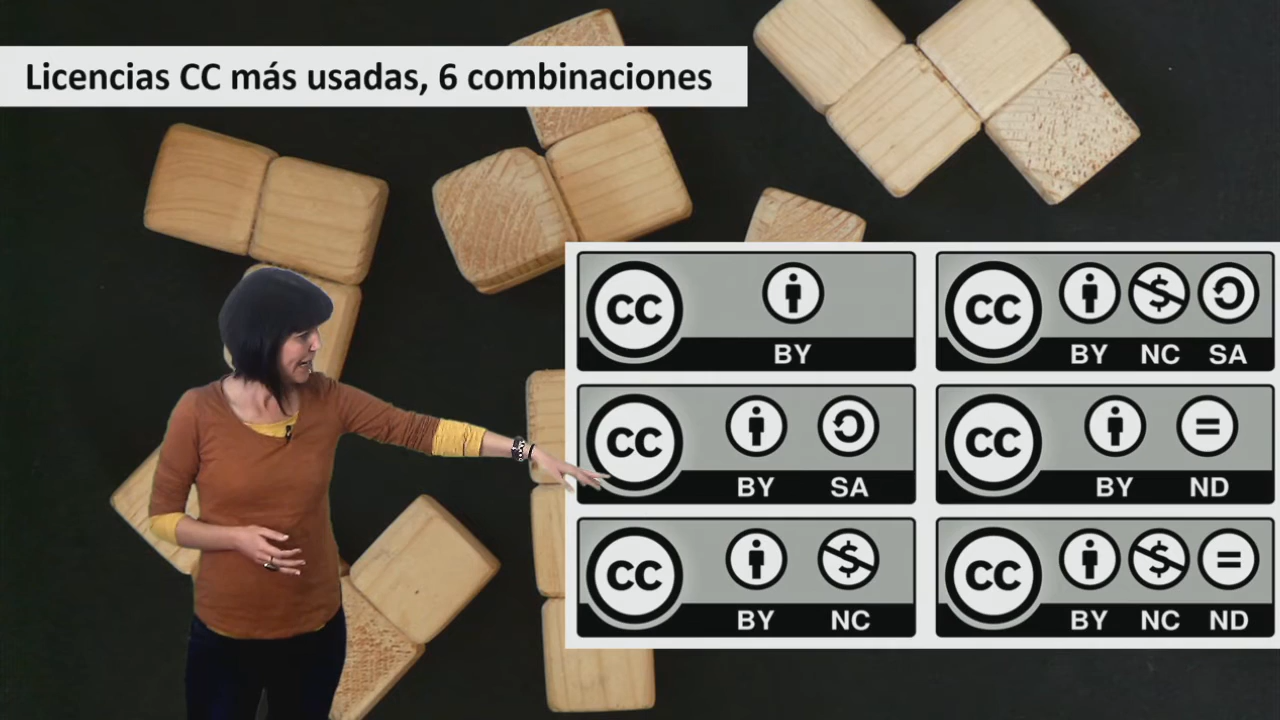 Licencias CC más usadas, 6 combinaciones
CC
BY
CC $
BY NC SA
CC
BY SA
CC =
BY ND
CC $
BY NC
CC $ =
BY NC ND